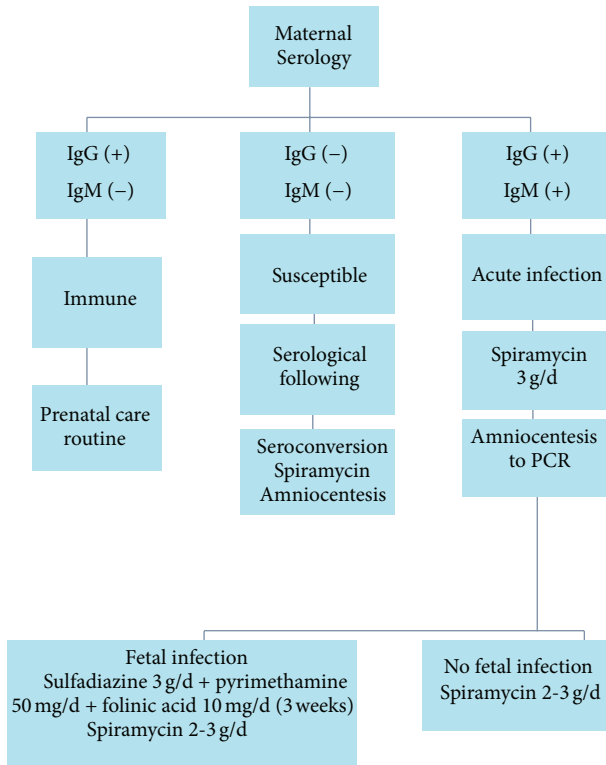 Maternal
Serology
IgG (+)
IgM (−)
IgG (−)
IgM (−)
IgG (+)
IgM (+)
Immune
Susceptible
Acute infection
Serological
following
Spiramycin
3 g/d
Prenatal care
routine
Seroconversion
Spiramycin
Amniocentesis
Amniocentesis
to PCR
Fetal infection
Sulfadiazine 3 g/d + pyrimethamine
50 mg/d + folinic acid 10 mg/d (3 weeks)
Spiramycin 2-3 g/d
No fetal infection
Spiramycin 2-3 g/d